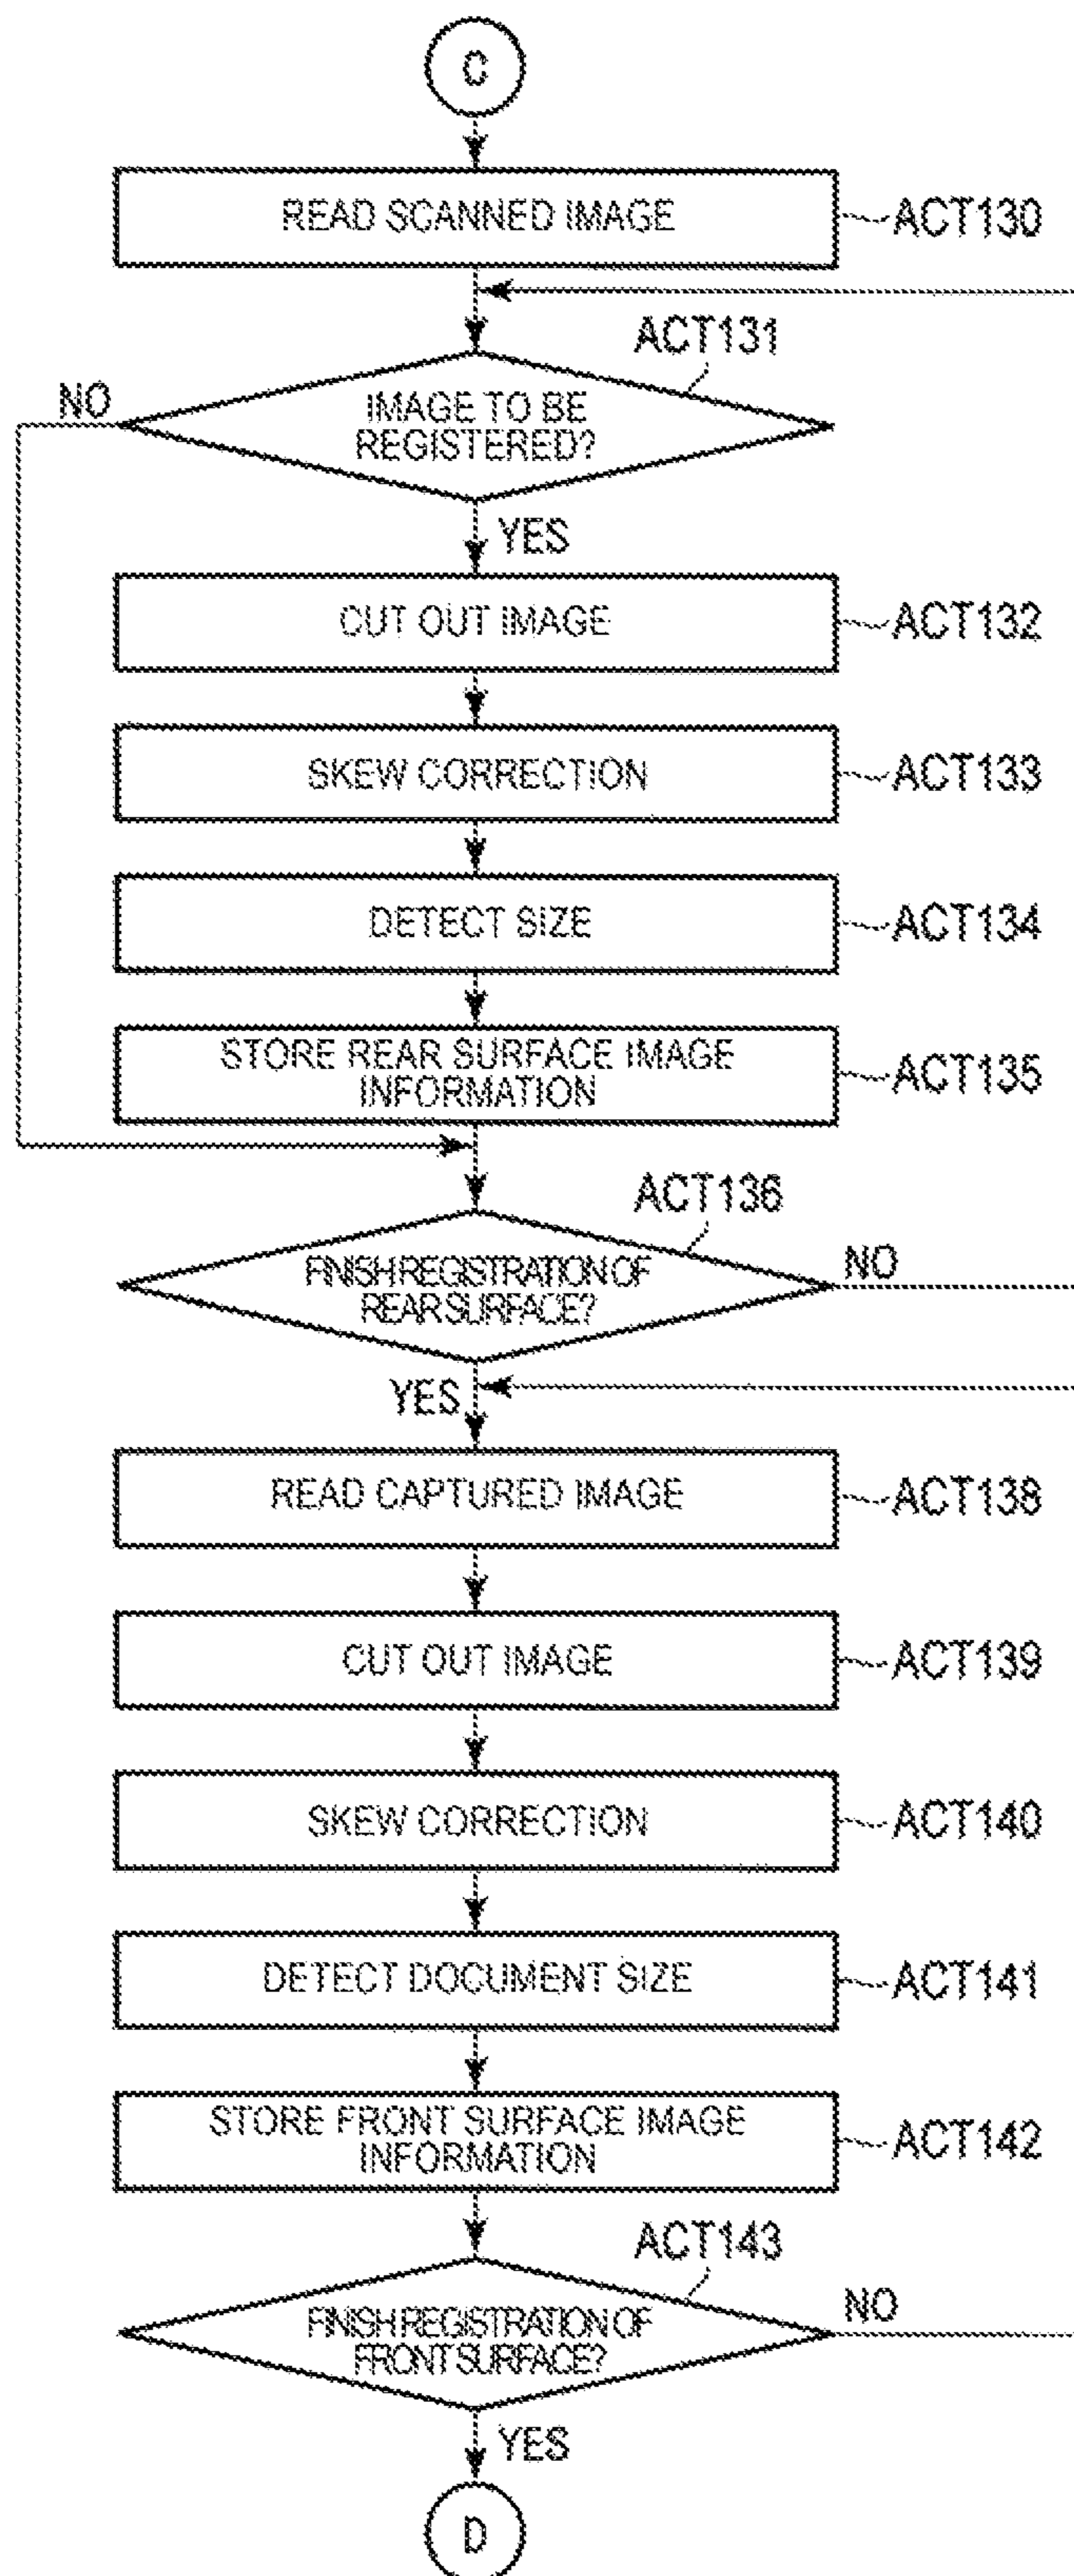 C
READ SCANNED IMAGE
ACT130
ACT131
NO
IMAGE TO BE
REGISTERED?
YES
CUT OUT IMAGE
ACT132
SKEW CORRECTION
ACT133
DETECT SIZE
ACT134
STORE REAR SURFACE IMAGE
INFORMATION
ACT135
ACT136
FINISH REGISTRATION OF
REAR SURFACE?
NO
YES
READ CAPTURED IMAGE
ACT138
CUT OUT IMAGE
ACT139
SKEW CORRECTION
ACT140
DETECT DOCUMENT SIZE
ACT141
STORE FRONT SURFACE IMAGE
INFORMATION
ACT142
ACT143
FINISH REGISTRATION OF
FRONT SURFACE?
NO
YES
D